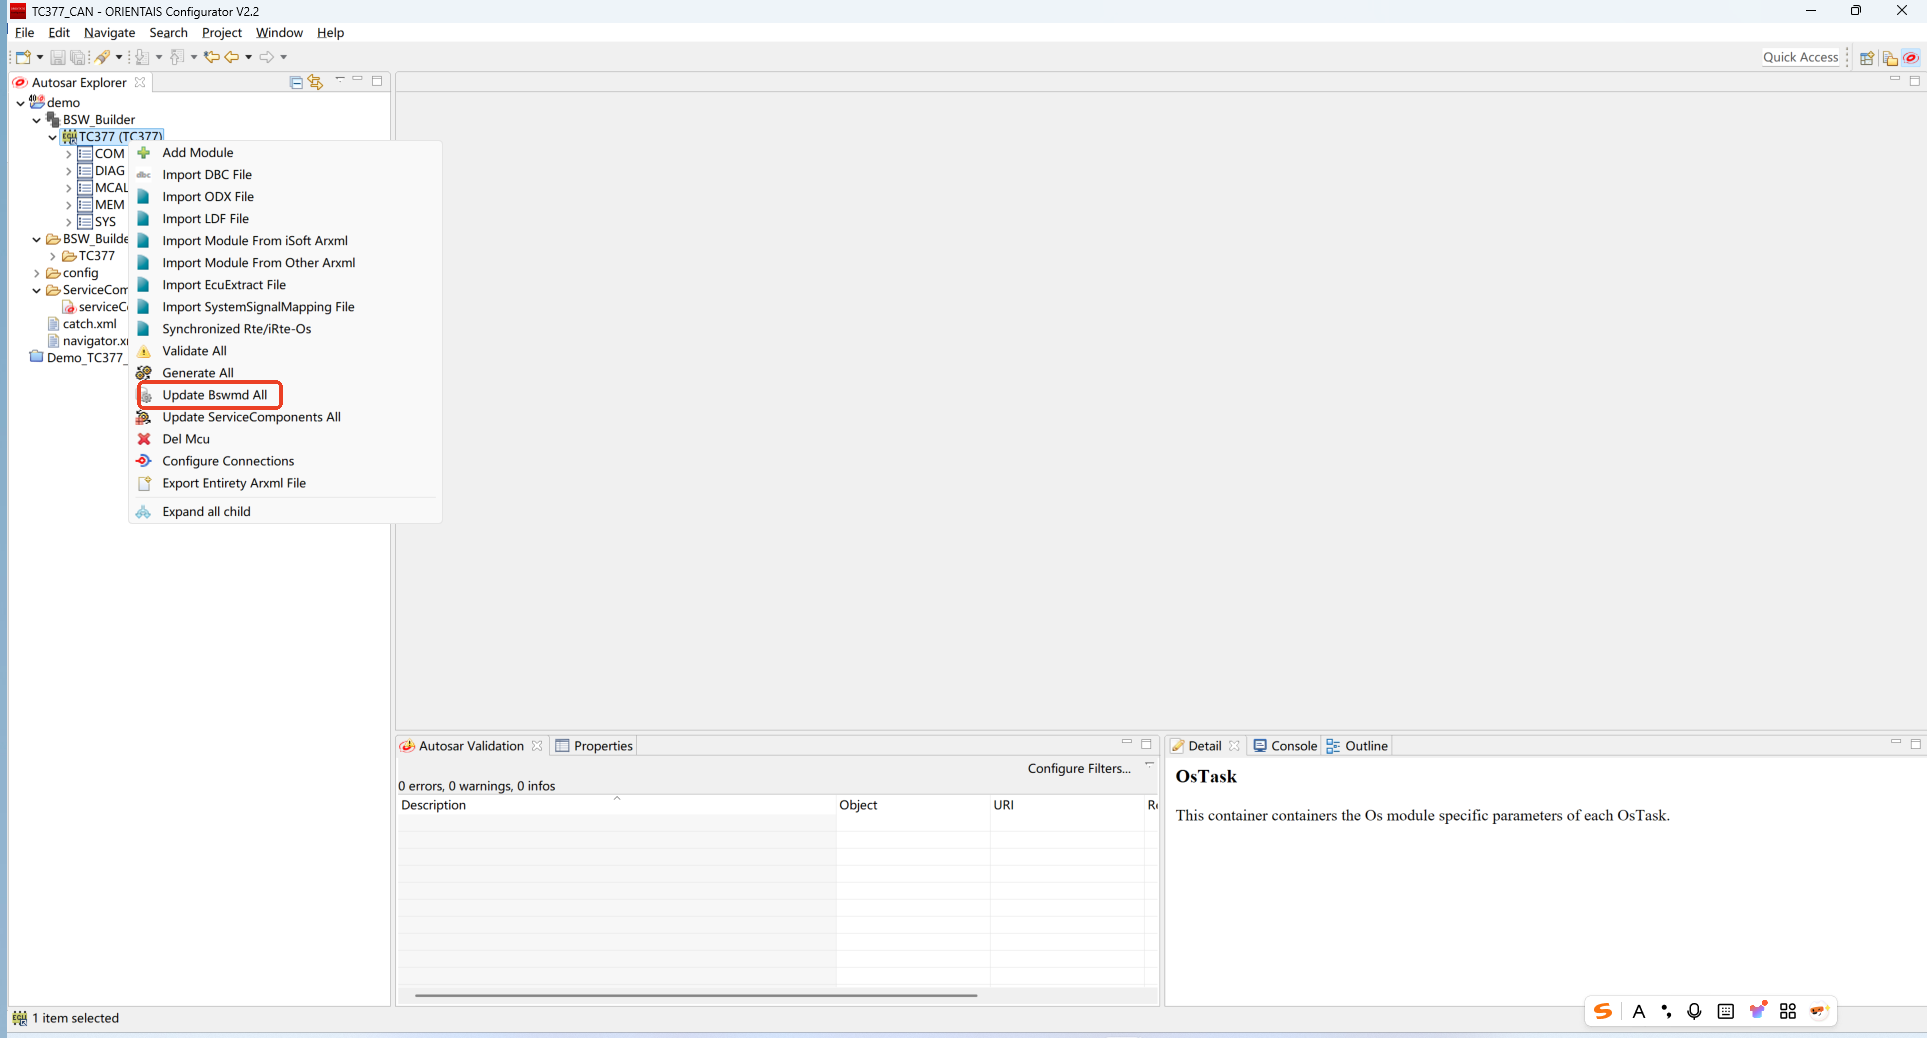 TC377_CAN - ORIENTAIS Configurator V2.2
File Edit Navigate Search Project Window Help
Quick Access
Autosar Explorer
demo
BSW_Builder
TC377 (TC377)
COM
DIAG
MCAL
MEM
SYS
BSW_Builde
TC377
config
ServiceCom
serviceC
catch.xml
navigator.x
Demo_TC377_
Add Module
Import DBC File
Import ODX File
Import LDF File
Import Module From iSoft Arxml
Import Module From Other Arxml
Import EcuExtract File
Import SystemSignalMapping File
Synchronized Rte/iRte-Os
Validate All
Generate All
Update Bswmd All
Update ServiceComponents All
Del Mcu
Configure Connections
Export Entirety Arxml File
Expand all child
Autosar Validation Properties
Configure Filters...
0 errors, 0 warnings, 0 infos
Description Object URI
Detail Console Outline
OsTask
This container containers the Os module specific parameters of each OsTask.
1 item selected
A